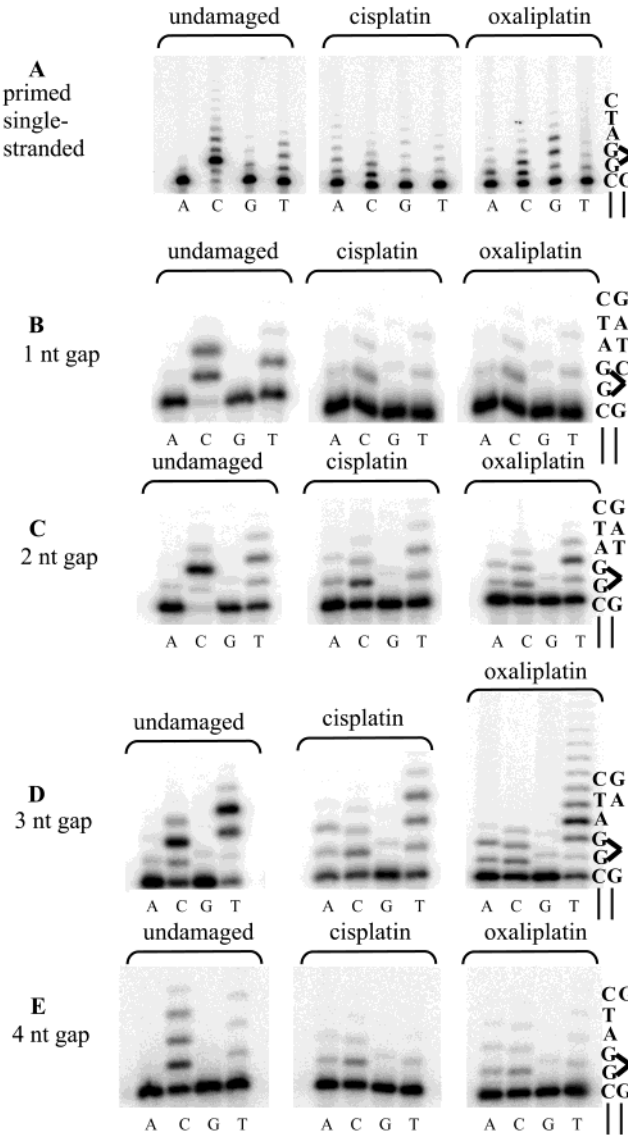 undamaged cisplatin oxaliplatin
A
primed
single-
stranded
C
T
A
G
G
C G
A C G T A C G T A C G T
undamaged cisplatin oxaliplatin
B
1 nt gap
C G
T A
A T
G C
G
C G
A C G T A C G T A C G T
undamaged cisplatin oxaliplatin
C
2 nt gap
C G
T A
A T
G
G
C G
A C G T A C G T A C G T
oxaliplatin
undamaged cisplatin
D
3 nt gap
C G
T A
A
G
G
C G
A C G T A C G T A C G T
undamaged cisplatin oxaliplatin
E
4 nt gap
C G
T
A
G
G
C G
A C G T A C G T A C G T